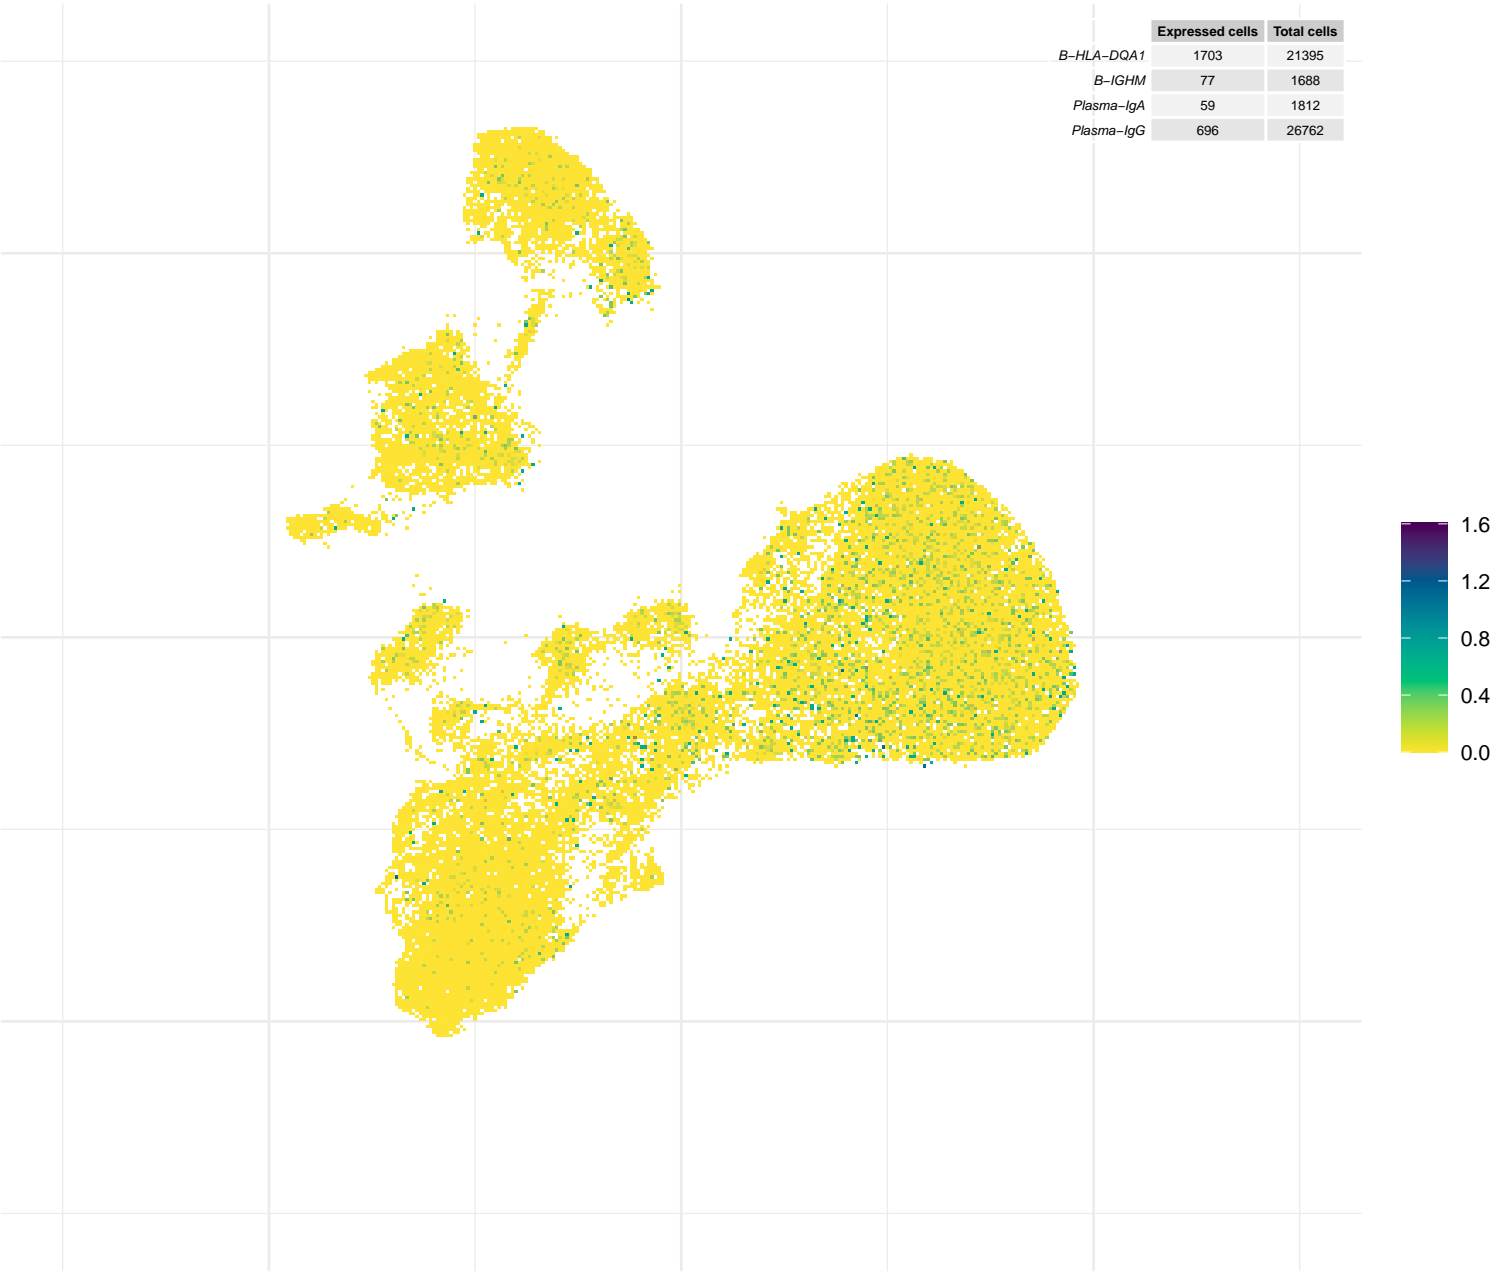 Expressed cells Total cells
B−HLA−DQA1 1703 21395
B−IGHM 77 1688
Plasma−IgA 59 1812
Plasma−IgG 696 26762
1.6
1.2
0.8
0.4
0.0